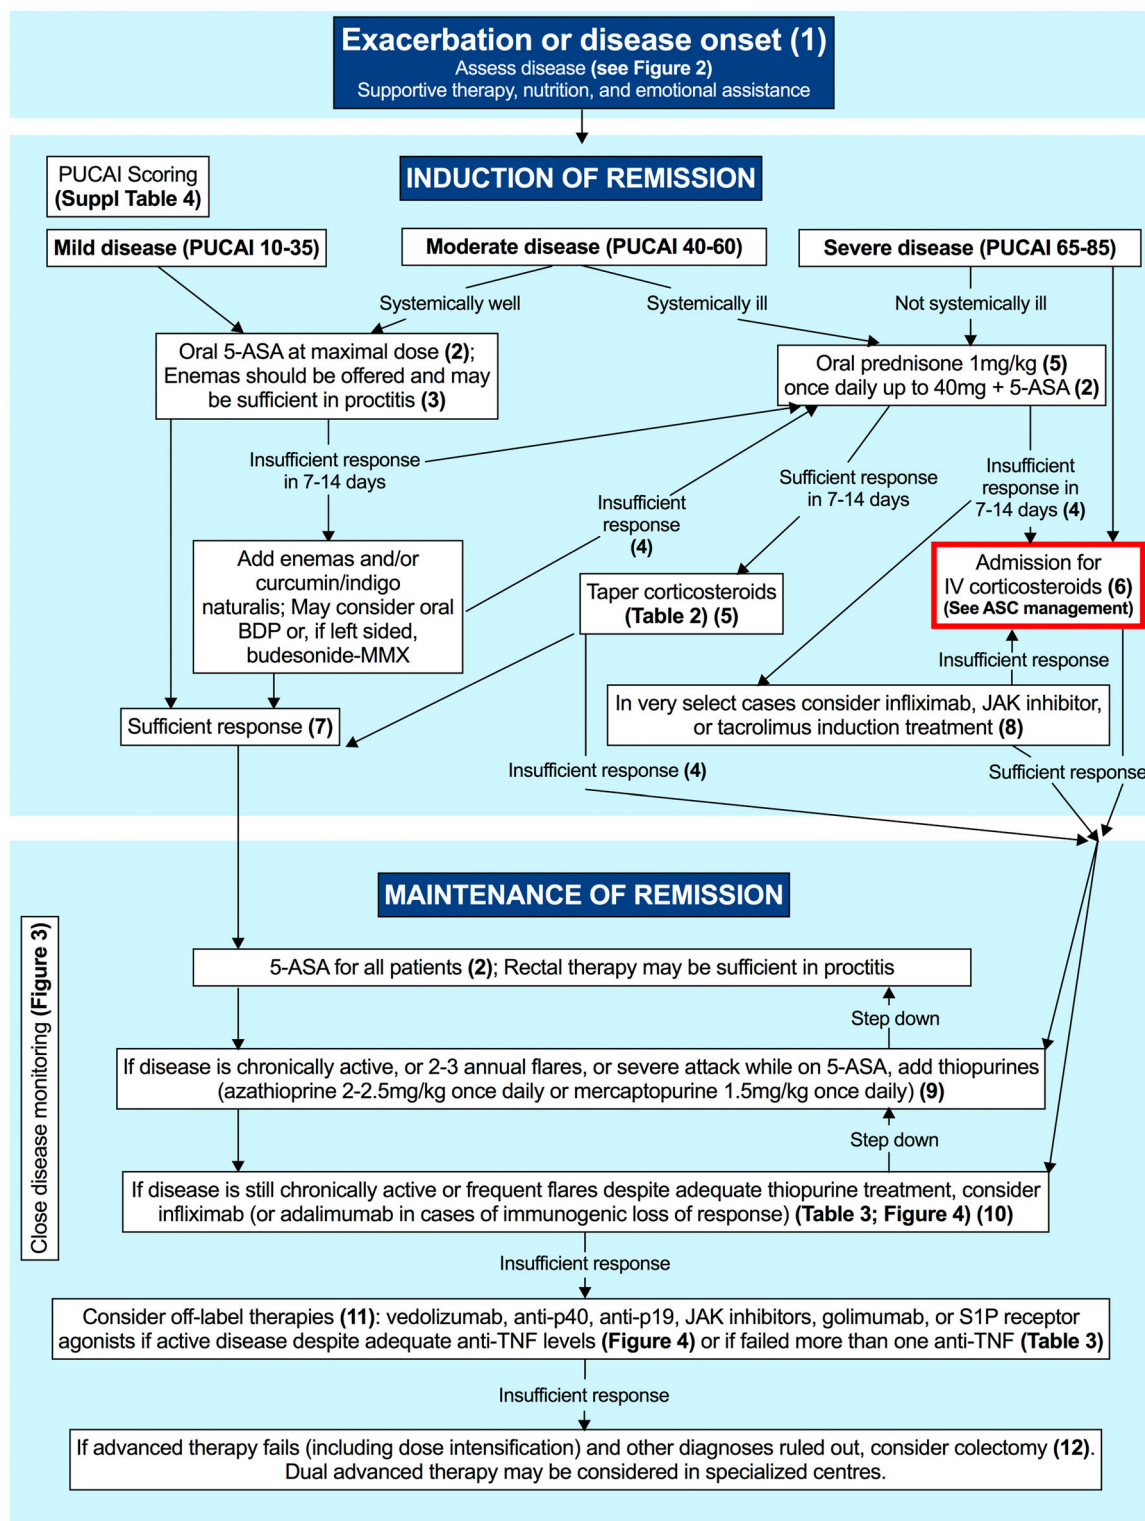 Exacerbation or disease onset (1)
Assess disease (see Figure 2)
Supportive therapy, nutrition, and emotional assistance
PUCAI Scoring
(Suppl Table 4)
INDUCTION OF REMISSION
Mild disease (PUCAI 10-35)
Moderate disease (PUCAI 40-60)
Severe disease (PUCAI 65-85)
Systemically well
Systemically ill
Not systemically ill
Oral 5-ASA at maximal dose (2);
Enemas should be offered and may
be sufficient in proctitis (3)
Oral prednisone 1mg/kg (5)
once daily up to 40mg + 5-ASA (2)
Insufficient response
in 7-14 days
Insufficient
response
(4)
Sufficient response
in 7-14 days
Insufficient
response in
7-14 days (4)
Add enemas and/or
curcumin/indigo
naturalis; May consider oral
BDP or, if left sided,
budesonide-MMX
Taper corticosteroids
(Table 2) (5)
Admission for
IV corticosteroids (6)
(See ASC management)
Insufficient response
In very select cases consider infliximab, JAK inhibitor,
or tacrolimus induction treatment (8)
Sufficient response (7)
Insufficient response (4)
Sufficient response
MAINTENANCE OF REMISSION
Close disease monitoring (Figure 3)
5-ASA for all patients (2); Rectal therapy may be sufficient in proctitis
Step down
If disease is chronically active, or 2-3 annual flares, or severe attack while on 5-ASA, add thiopurines
(azathioprine 2-2.5mg/kg once daily or mercaptopurine 1.5mg/kg once daily) (9)
Step down
If disease is still chronically active or frequent flares despite adequate thiopurine treatment, consider
infliximab (or adalimumab in cases of immunogenic loss of response) (Table 3; Figure 4) (10)
Insufficient response
Consider off-label therapies (11): vedolizumab, anti-p40, anti-p19, JAK inhibitors, golimumab, or S1P receptor
agonists if active disease despite adequate anti-TNF levels (Figure 4) or if failed more than one anti-TNF (Table 3)
Insufficient response
If advanced therapy fails (including dose intensification) and other diagnoses ruled out, consider colectomy (12).
Dual advanced therapy may be considered in specialized centres.